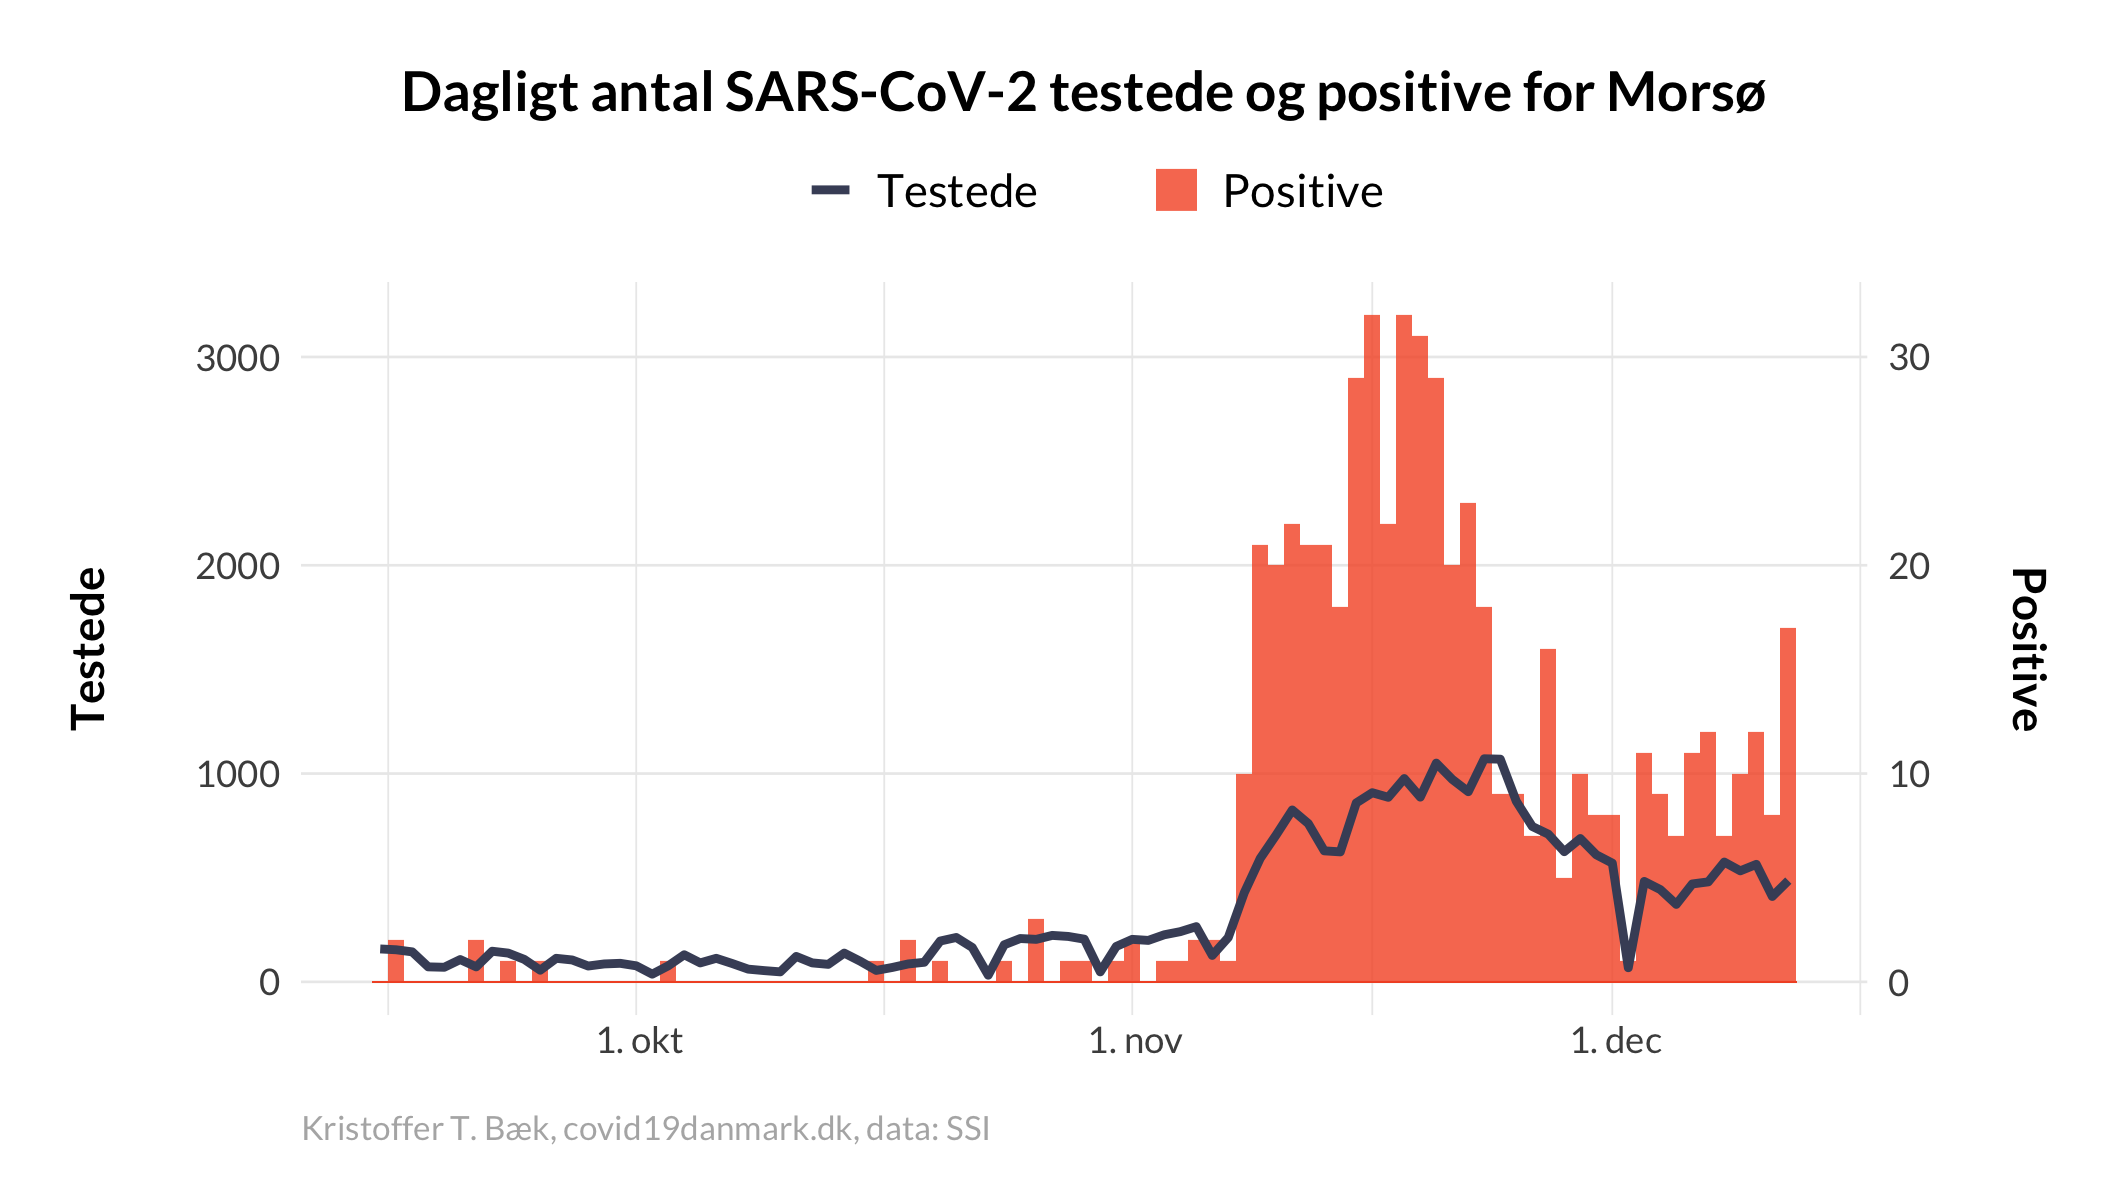 Dagligt antal SARS-CoV-2 testede og positive for Morsø
Testede
Positive
3000
2000
1000
0
Testede
30
20
10
0
Positive
1. okt
1. nov
1. dec
Kristoffer T. Bæk, covid19danmark.dk, data: SSI